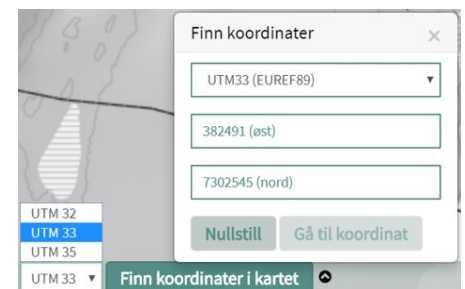 Finn koordinater ×
UTM33 (EUREF89) ▼
382491 (øst)
7302545 (nord)
Nullstill Gå til koordinat
UTM 32
UTM 33
UTM 35
UTM 33 ▼ Finn koordinater i kartet